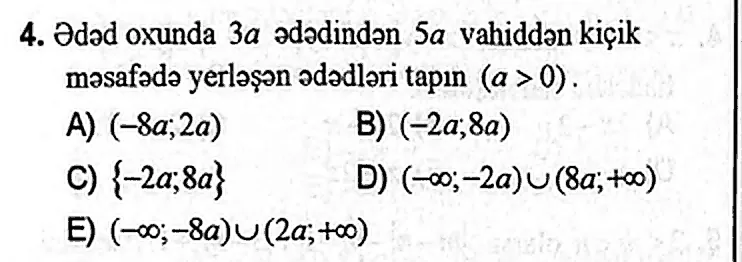 4. Ədəd oxunda 3a ədədindən 5a vahiddən kiçik
məsafədə yerləşən ədədləri tapın (a > 0).
A) (−8a;2a) B) (−2a;8a)
C) {−2a;8a} D) (−∞;−2a)∪(8a;+∞)
E) (−∞;−8a)∪(2a;+∞)